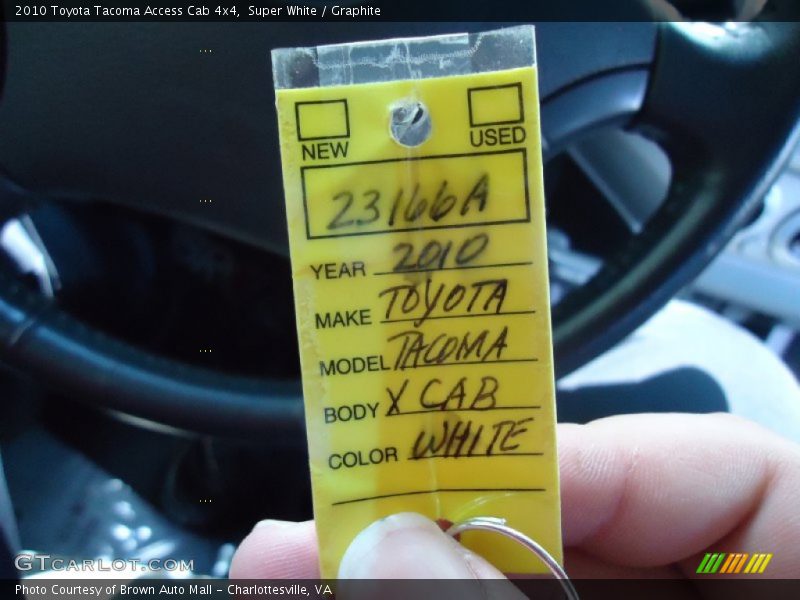 2010 Toyota Tacoma Access Cab 4x4, Super White / Graphite
NEW USED
23166A
YEAR 2010
MAKE TOYOTA
MODEL TACOMA
BODY X CAB
COLOR WHITE
GTCARLOT.COM
Photo Courtesy of Brown Auto Mall - Charlottesville, VA